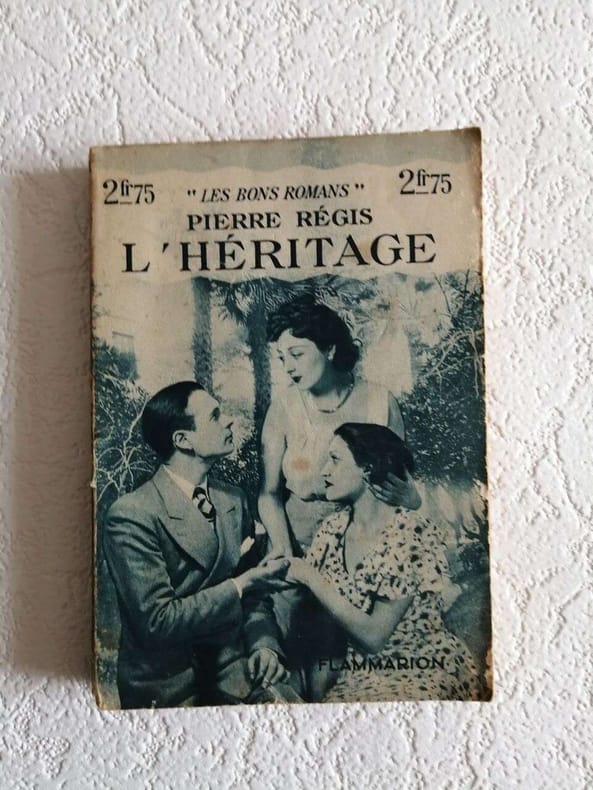 2fr75 "LES BONS ROMANS" 2fr75
PIERRE RÉGIS
L'HÉRITAGE
FLAMMARION